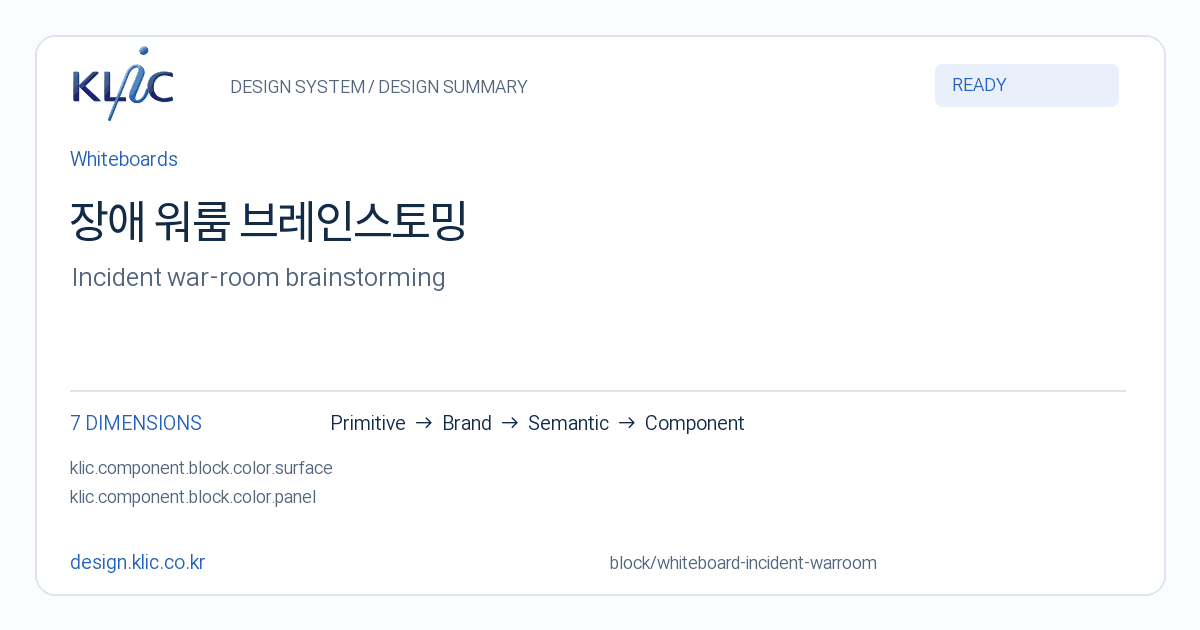 KLIC
DESIGN SYSTEM / DESIGN SUMMARY
READY
Whiteboards
장애 워룸 브레인스토밍
Incident war-room brainstorming
7 DIMENSIONS
Primitive → Brand → Semantic → Component
klic.component.block.color.surface
klic.component.block.color.panel
design.klic.co.kr
block/whiteboard-incident-warroom